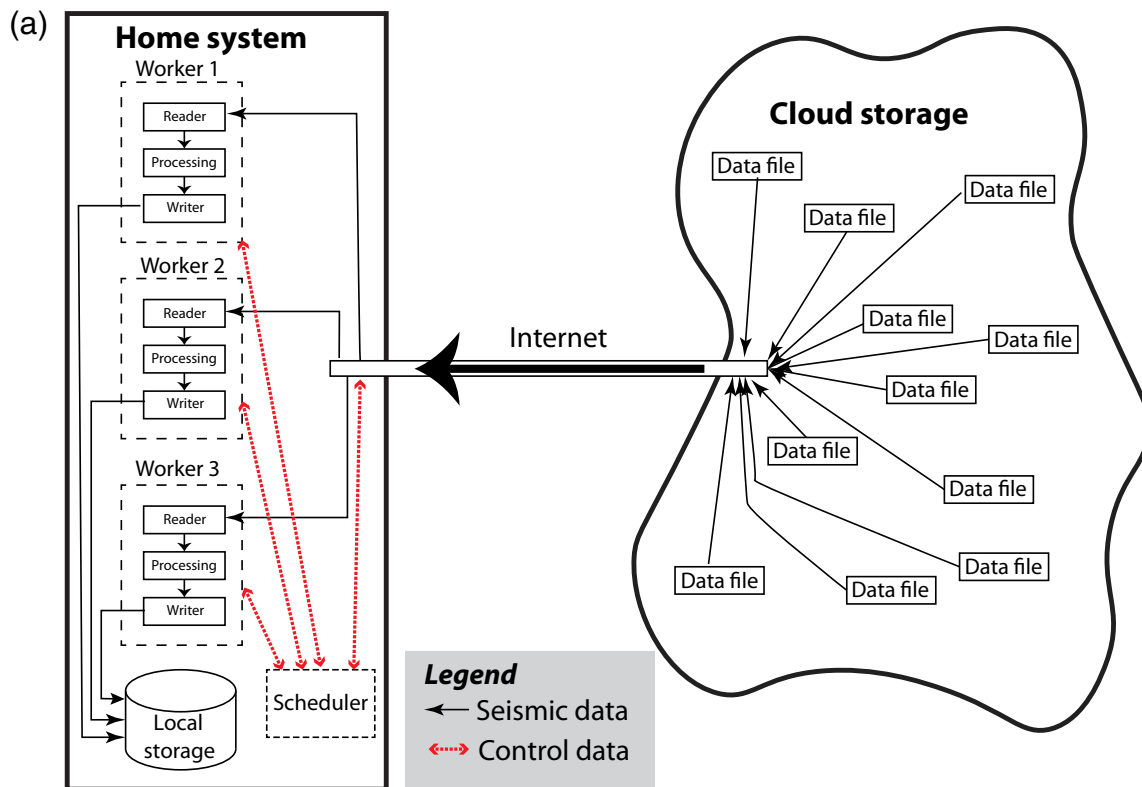 (a)
Home system
Worker 1
Reader
Processing
Writer
Worker 2
Reader
Processing
Writer
Worker 3
Reader
Processing
Writer
Local
storage
Scheduler
Internet
Cloud storage
Data file
Data file
Data file
Data file
Data file
Data file
Data file
Data file
Data file
Data file
Data file
Legend
Seismic data
Control data